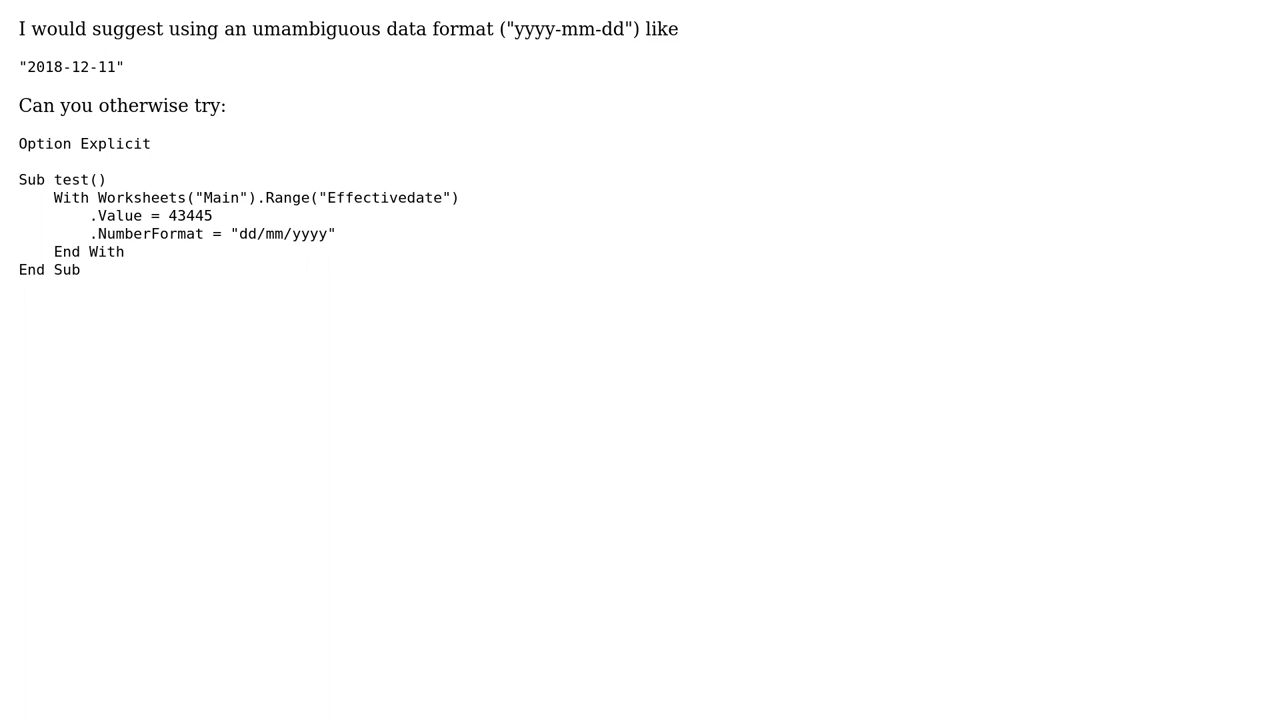 I would suggest using an umambiguous data format ("yyyy-mm-dd") like
"2018-12-11"
Can you otherwise try:
Option Explicit
Sub test()
    With Worksheets("Main").Range("Effectivedate")
        .Value = 43445
        .NumberFormat = "dd/mm/yyyy"
    End With
End Sub